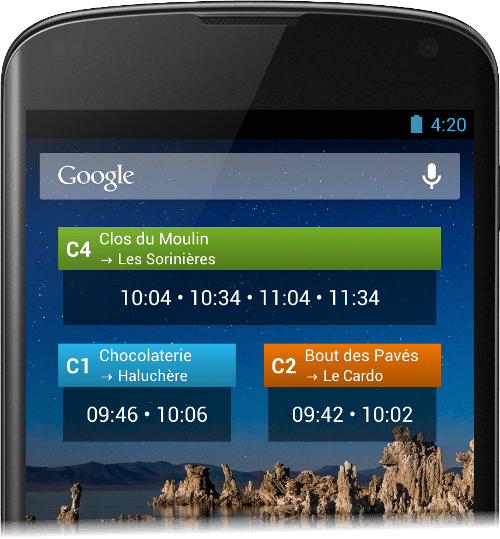 4:20
Google
C4 Clos du Moulin
→ Les Sorinières
10:04 • 10:34 • 11:04 • 11:34
C1 Chocolaterie
→ Haluchère
09:46 • 10:06
C2 Bout des Pavés
→ Le Cardo
09:42 • 10:02